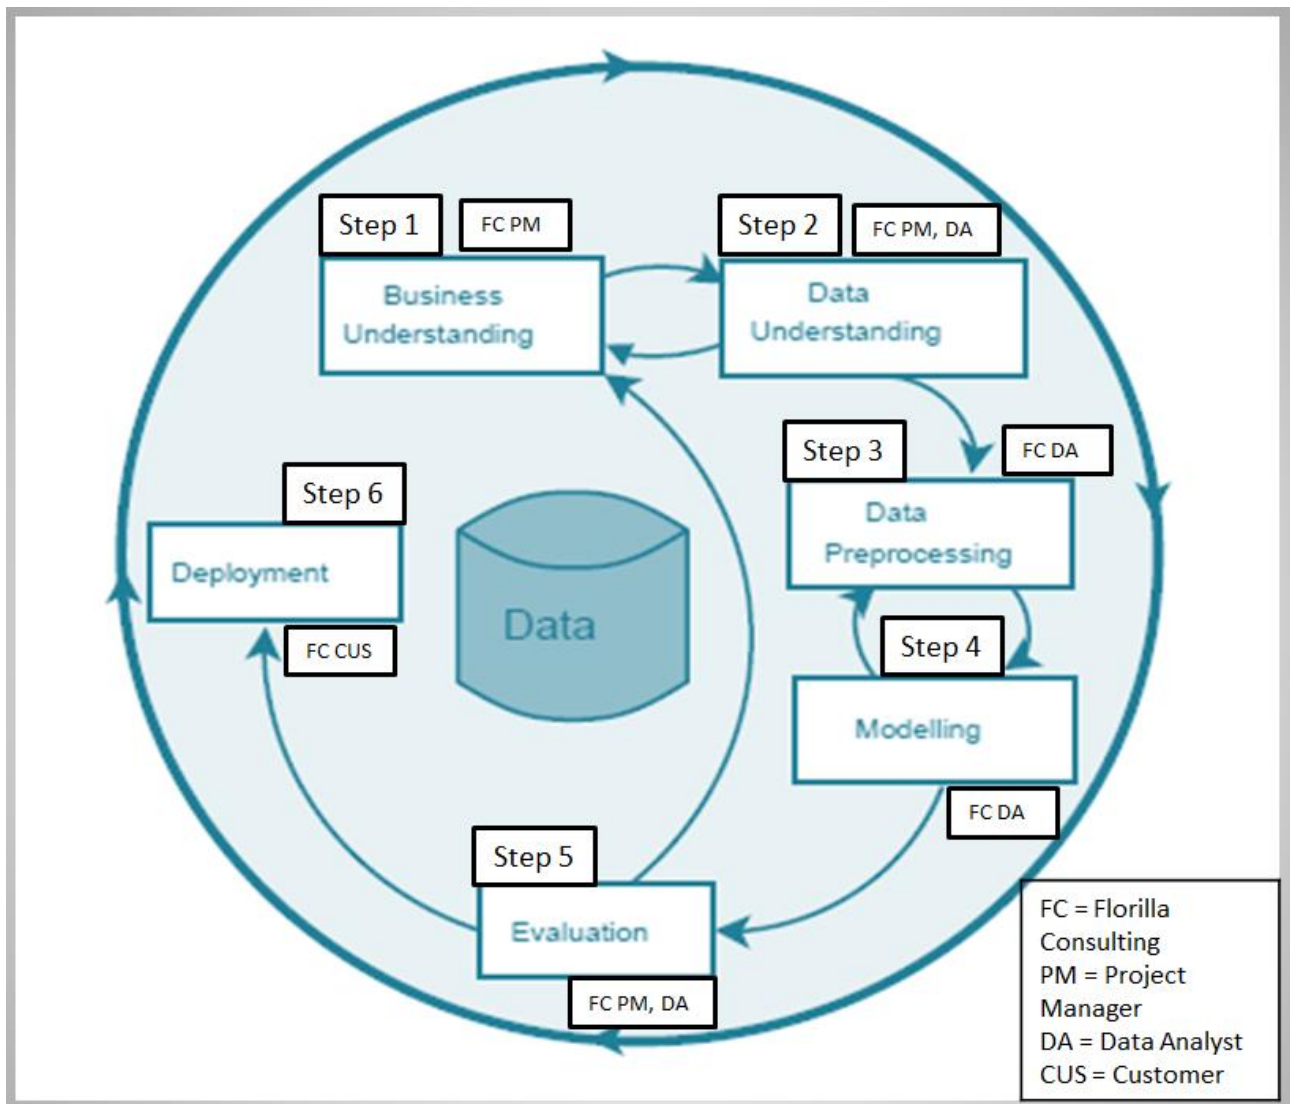 Step 1
FC PM
Business
Understanding
Step 2
FC PM, DA
Data
Understanding
Step 3
FC DA
Data
Preprocessing
Step 4
Modelling
FC DA
Step 5
Evaluation
FC PM, DA
Step 6
Deployment
FC CUS
Data
FC = Florilla
Consulting
PM = Project
Manager
DA = Data Analyst
CUS = Customer